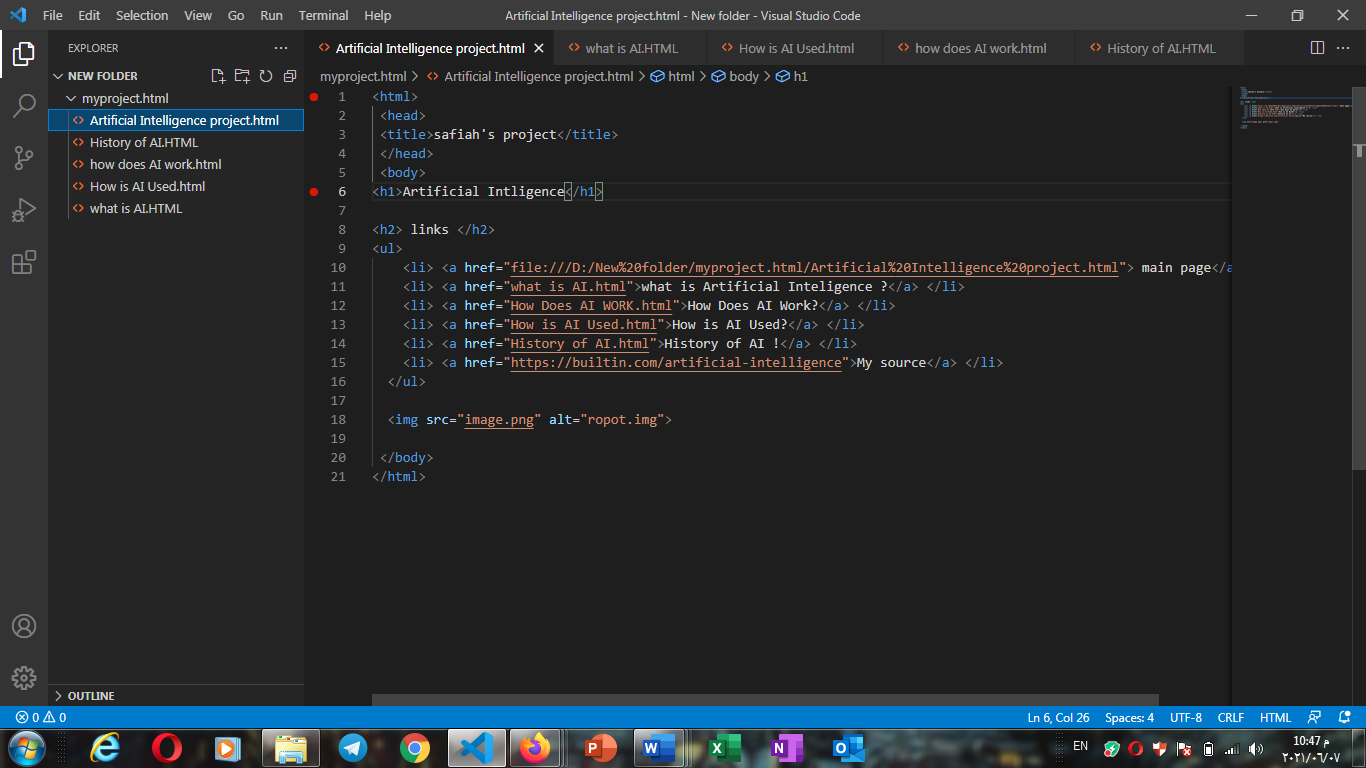 File Edit Selection View Go Run Terminal Help
Artificial Intelligence project.html - New folder - Visual Studio Code
EXPLORER
NEW FOLDER
myproject.html
Artificial Intelligence project.html
History of AI.HTML
how does AI work.html
How is AI Used.html
what is AI.HTML
OUTLINE
Artificial Intelligence project.html what is AI.HTML How is AI Used.html how does AI work.html History of AI.HTML
myproject.html > Artificial Intelligence project.html > html > body > h1
1 <html>
2 <head>
3 <title>safiah's project</title>
4 </head>
5 <body>
6 <h1>Artificial Intligence</h1>
7
8 <h2> links </h2>
9 <ul>
10 <li> <a href="file:///D:/New%20folder/myproject.html/Artificial%20Intelligence%20project.html"> main page</a
11 <li> <a href="what is AI.html">what is Artificial Inteligence ?</a> </li>
12 <li> <a href="How Does AI WORK.html">How Does AI Work?</a> </li>
13 <li> <a href="How is AI Used.html">How is AI Used?</a> </li>
14 <li> <a href="History of AI.html">History of AI !</a> </li>
15 <li> <a href="https://builtin.com/artificial-intelligence">My source</a> </li>
16 </ul>
17
18 <img src="image.png" alt="ropot.img">
19
20 </body>
21 </html>
0 0
Ln 6, Col 26 Spaces: 4 UTF-8 CRLF HTML
EN
10:47 م
٢٠٢١/٠٦/٠٧